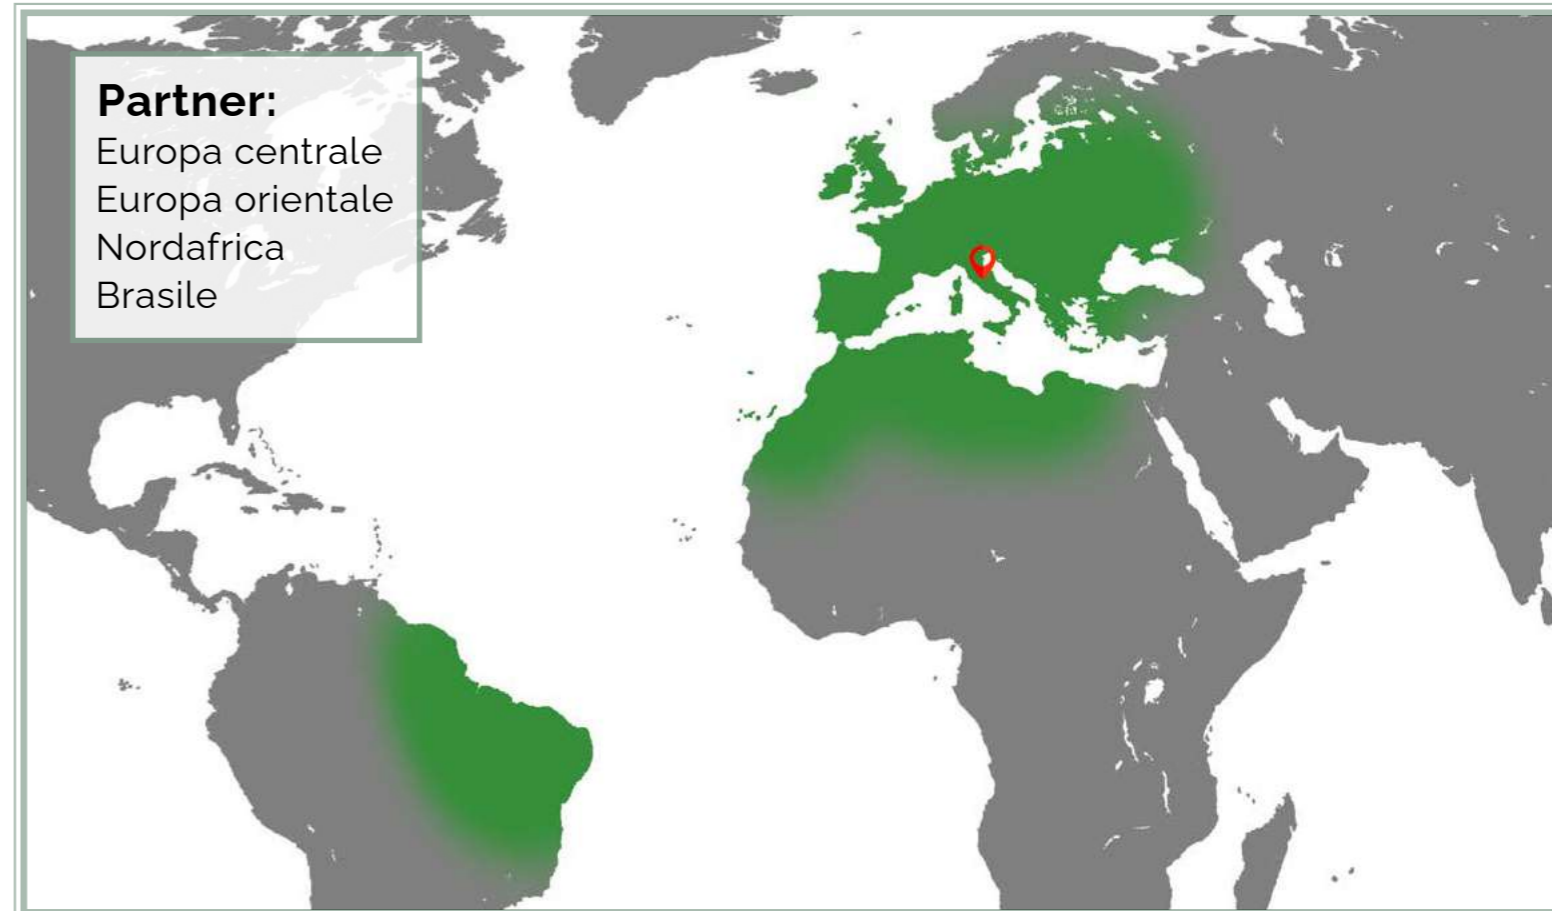 Partner:
Europa centrale
Europa orientale
Nordafrica
Brasile